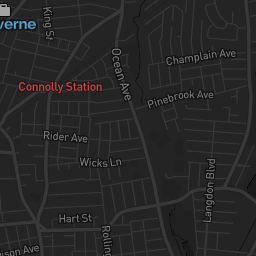 King St
verne
Ocean Ave
Champlain Ave
Connolly Station
Pinebrook Ave
Rider Ave
Wicks Ln
Langdon Blvd
Hart St
Rolling
ison Ave